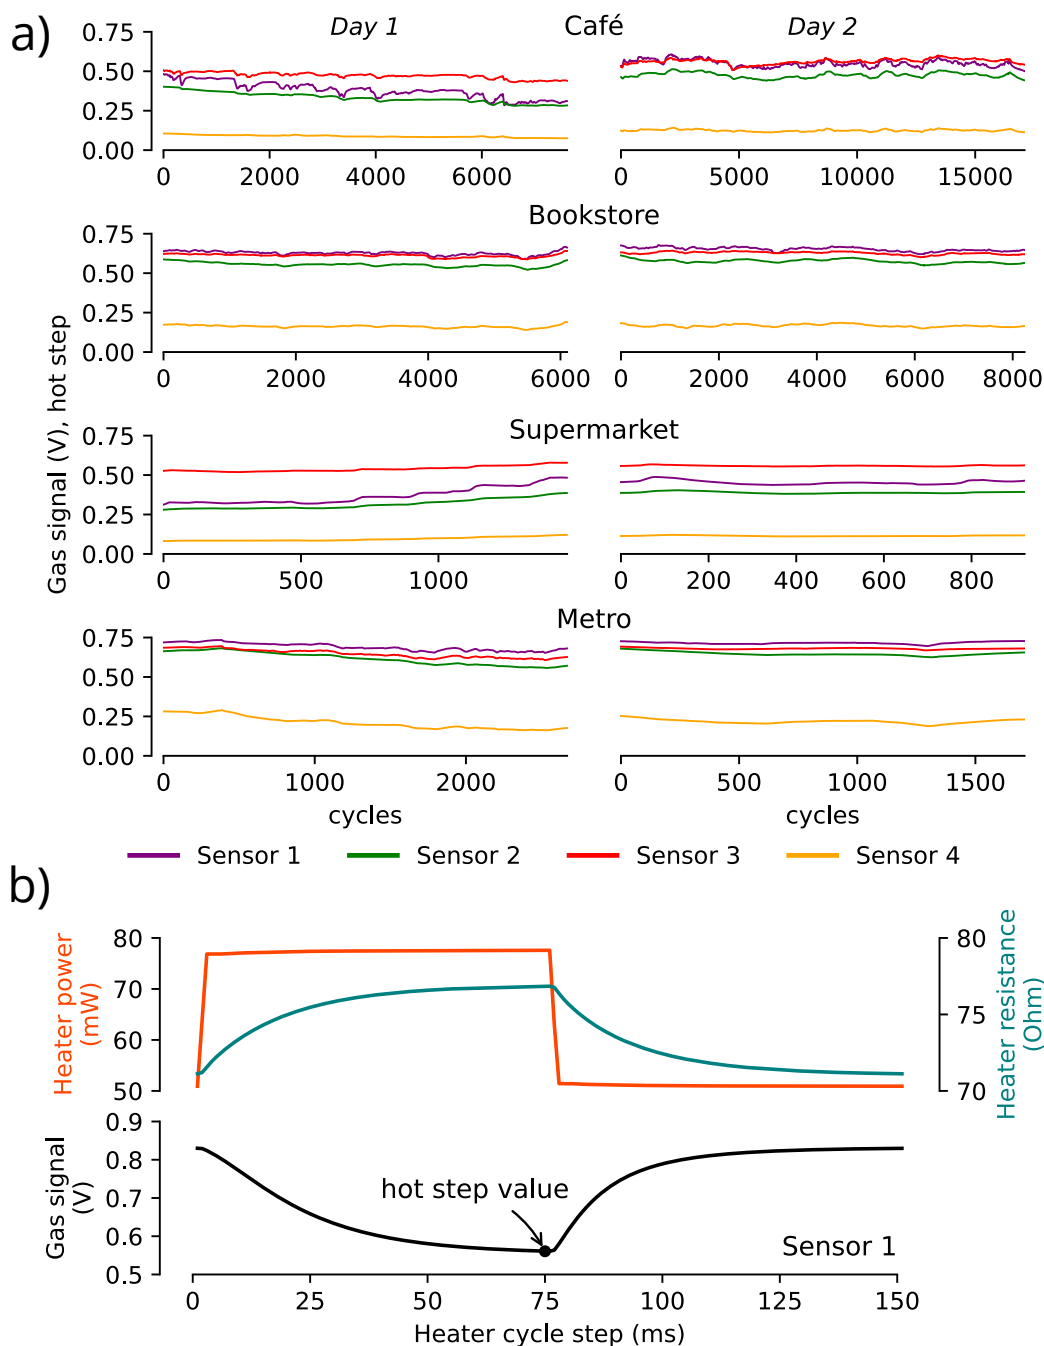 a)
Day 1 Café Day 2
0.75
0.50
0.25
0.00
0 2000 4000 6000 0 5000 10000 15000
Bookstore
0.75
0.50
0.25
0.00
0 2000 4000 6000 0 2000 4000 6000 8000
Supermarket
0.75
0.50
0.25
0.00
0 500 1000 0 200 400 600 800
Metro
0.75
0.50
0.25
0.00
0 1000 2000 0 500 1000 1500
cycles cycles
Gas signal (V), hot step
Sensor 1 Sensor 2 Sensor 3 Sensor 4
b)
Heater power
(mW)
80
70
60
50
80
75
70
Heater resistance
(Ohm)
Gas signal
(V)
0.9
0.8
0.7
0.6
0.5
hot step value
Sensor 1
0 25 50 75 100 125 150
Heater cycle step (ms)